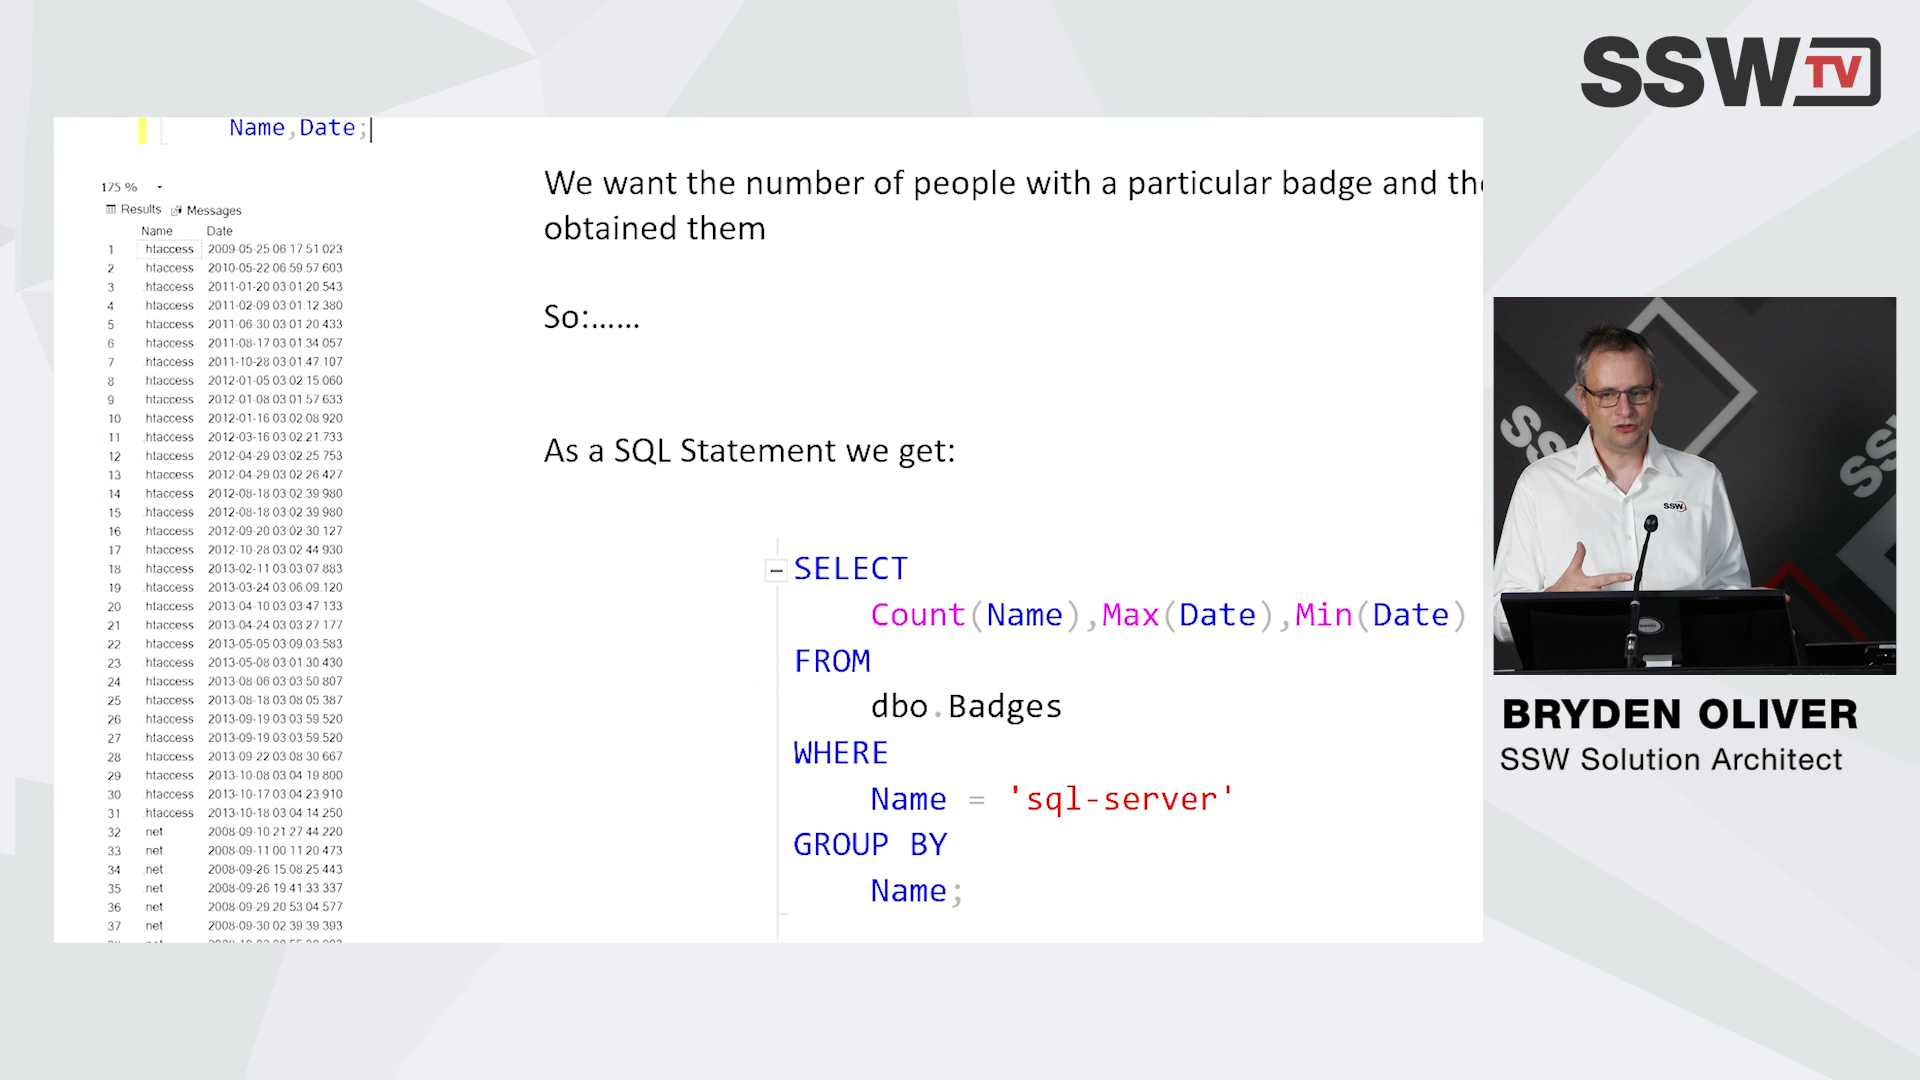 SSW TV
Name,Date;
175 %
Results Messages
Name Date
1 .htaccess 2009-05-25 06:17:51.023
2 .htaccess 2010-05-22 06:59:57.603
3 .htaccess 2011-01-20 03:01:20.543
4 .htaccess 2011-02-09 03:01:12.380
5 .htaccess 2011-06-30 03:01:20.433
6 .htaccess 2011-08-17 03:01:34.057
7 .htaccess 2011-10-28 03:01:47.107
8 .htaccess 2012-01-05 03:02:15.060
9 .htaccess 2012-01-08 03:01:57.633
10 .htaccess 2012-01-16 03:02:08.920
11 .htaccess 2012-03-16 03:02:21.733
12 .htaccess 2012-04-29 03:02:25.753
13 .htaccess 2012-04-29 03:02:26.427
14 .htaccess 2012-08-18 03:02:39.980
15 .htaccess 2012-08-18 03:02:39.980
16 .htaccess 2012-09-20 03:02:30.127
17 .htaccess 2012-10-28 03:02:44.930
18 .htaccess 2013-02-11 03:03:07.883
19 .htaccess 2013-03-24 03:06:09.120
20 .htaccess 2013-04-10 03:03:47.133
21 .htaccess 2013-04-24 03:03:27.177
22 .htaccess 2013-05-05 03:09:03.583
23 .htaccess 2013-05-08 03:01:30.430
24 .htaccess 2013-08-06 03:03:50.807
25 .htaccess 2013-08-18 03:08:05.387
26 .htaccess 2013-09-19 03:03:59.520
27 .htaccess 2013-09-19 03:03:59.520
28 .htaccess 2013-09-22 03:08:30.667
29 .htaccess 2013-10-08 03:04:19.800
30 .htaccess 2013-10-17 03:04:23.910
31 .htaccess 2013-10-18 03:04:14.250
32 .net 2008-09-10 21:27:44.220
33 .net 2008-09-11 00:11:20.473
34 .net 2008-09-26 15:08:25.443
35 .net 2008-09-26 19:41:33.337
36 .net 2008-09-29 20:53:04.577
37 .net 2008-09-30 02:39:39.393
We want the number of people with a particular badge and the
obtained them
So:......
As a SQL Statement we get:
SELECT
Count(Name),Max(Date),Min(Date)
FROM
dbo.Badges
WHERE
Name = 'sql-server'
GROUP BY
Name;
SSW
BRYDEN OLIVER
SSW Solution Architect